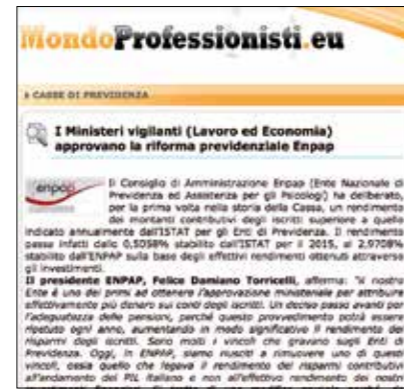 MondoProfessionisti.eu
CASSE DI PREVIDENZA
I Ministeri vigilanti (Lavoro ed Economia)
approvano la riforma previdenziale Enpap
enpap
Il Consiglio di Amministrazione Enpap (Ente Nazionale di
Previdenza ed Assistenza per gli Psicologi) ha deliberato,
per la prima volta nella storia della Cassa, un rendimento
dei montanti contributivi degli iscritti superiore a quello
indicato annualmente dall'ISTAT per gli Enti di Previdenza. Il rendimento
passa infatti dallo 0,5058% stabilito dall'ISTAT per il 2015, al 2,9708%
stabilito dall'ENPAP sulla base degli effettivi rendimenti ottenuti attraverso
gli investimenti.
Il presidente ENPAP, Felice Damiano Torricelli, afferma: "Il nostro
Ente è uno dei primi ad ottenere l'approvazione ministeriale per attribuire
effettivamente più denaro sui conti degli iscritti. Un deciso passo avanti per
l'adeguatezza delle pensioni, perché questo provvedimento potrà essere
ripetuto ogni anno, aumentando in modo significativo il rendimento dei
risparmi degli iscritti. Sono molti i vincoli che gravano sugli Enti di
Previdenza. Oggi, in ENPAP, siamo riusciti a rimuovere uno di questi
vincoli, ossia quello che legava il rendimento dei risparmi contributivi
all'andamento del PIL italiano e non all'effettivo rendimento dei nostri